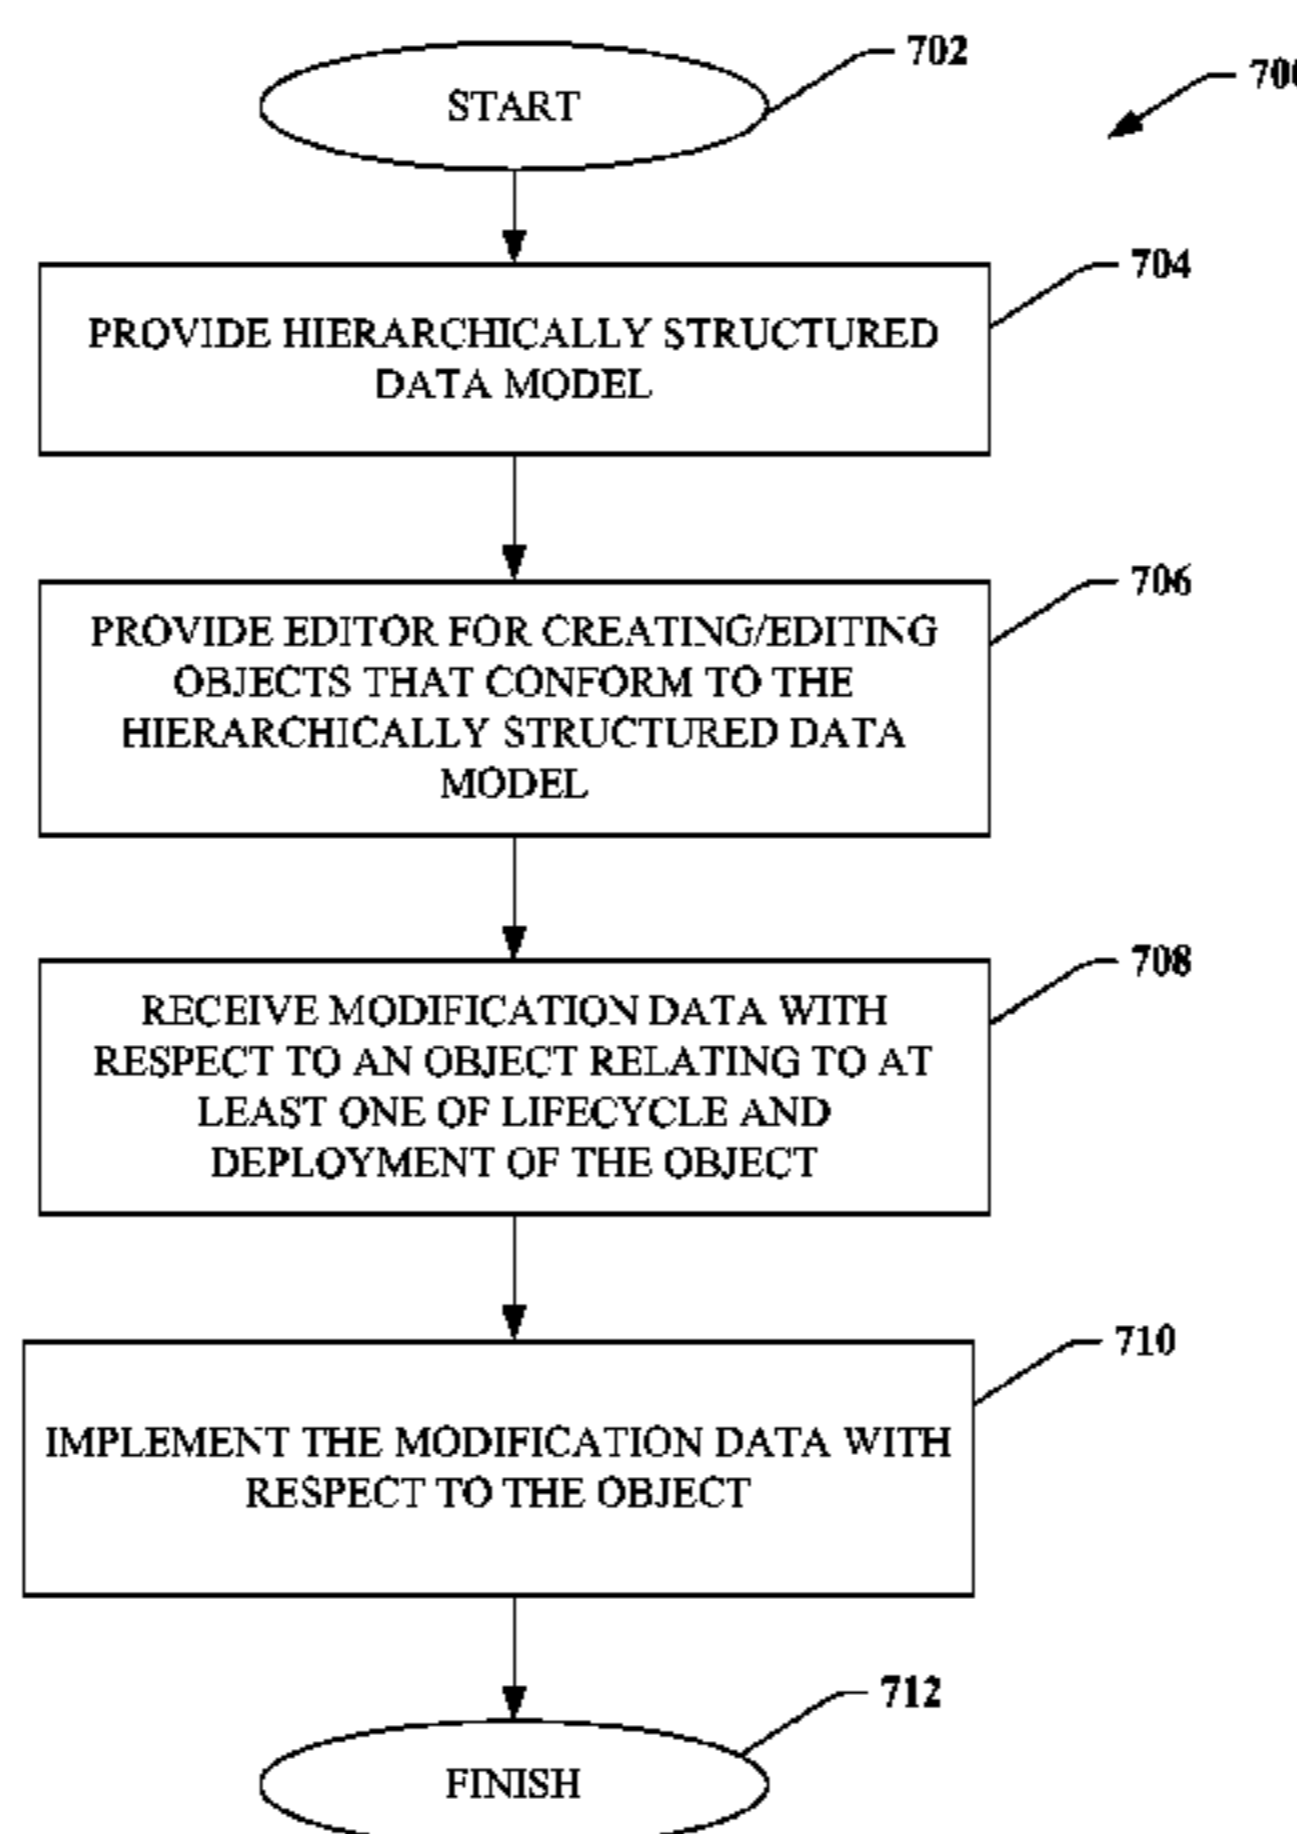 702
700
START
704
PROVIDE HIERARCHICALLY STRUCTURED
DATA MODEL
706
PROVIDE EDITOR FOR CREATING/EDITING
OBJECTS THAT CONFORM TO THE
HIERARCHICALLY STRUCTURED DATA
MODEL
708
RECEIVE MODIFICATION DATA WITH
RESPECT TO AN OBJECT RELATING TO AT
LEAST ONE OF LIFECYCLE AND
DEPLOYMENT OF THE OBJECT
710
IMPLEMENT THE MODIFICATION DATA WITH
RESPECT TO THE OBJECT
712
FINISH